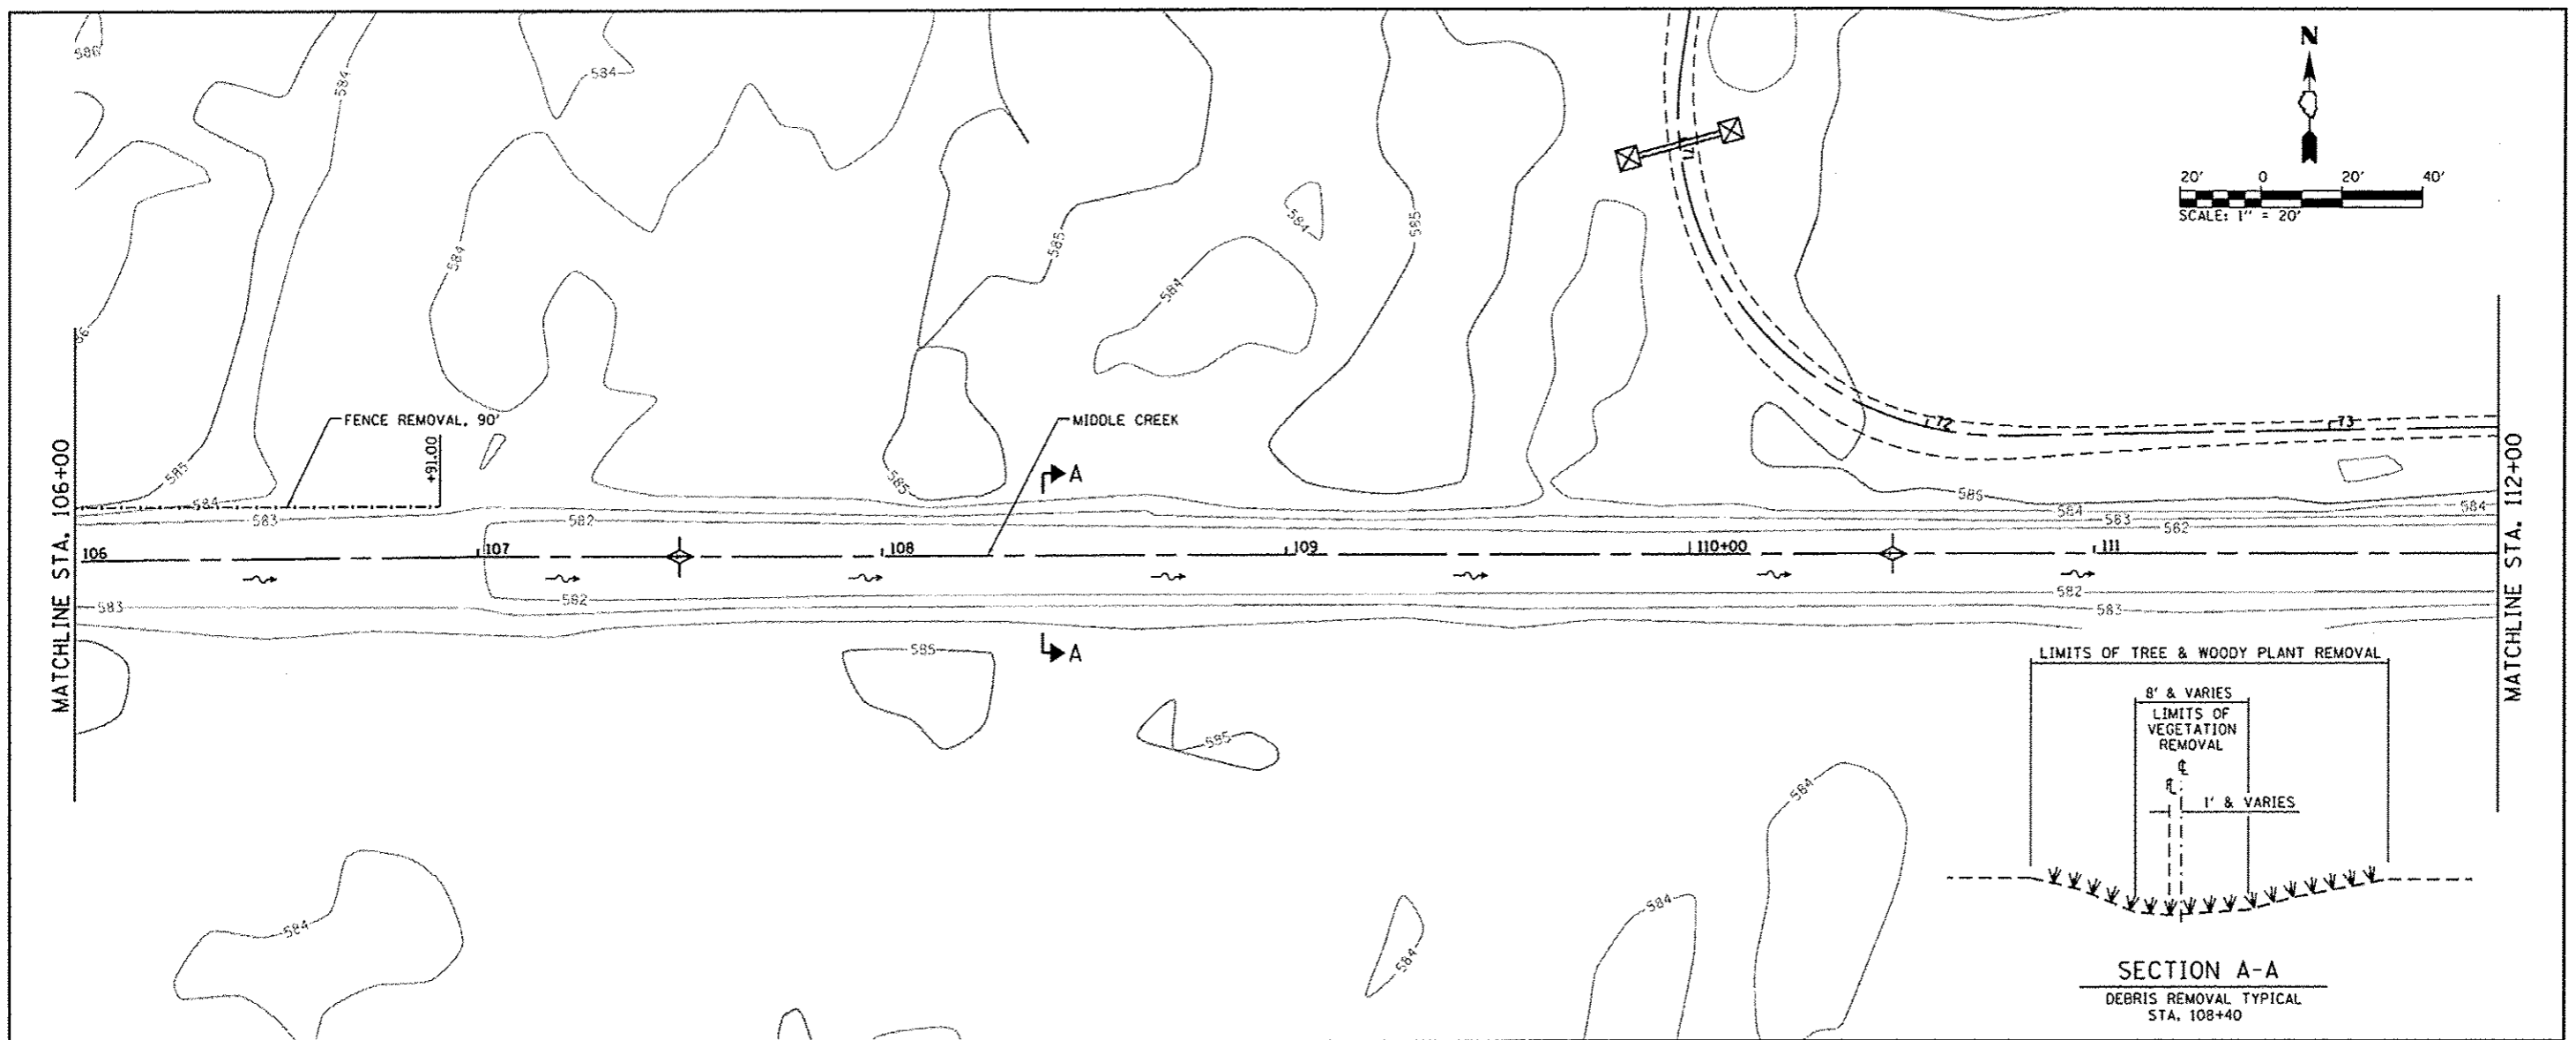 586
584
584
N
20' 0 20' 40'
SCALE: 1" = 20'
71
584
584
585
585
584
FENCE REMOVAL, 90'
MIDDLE CREEK
72
73
+91.00
585
585
A
585
584
583
582
584
583
582
584
MATCHLINE STA. 106+00
MATCHLINE STA. 112+00
106
107
108
109
110+00
111
583
582
582
583
A
585
585
LIMITS OF TREE & WOODY PLANT REMOVAL
8' & VARIES
LIMITS OF
VEGETATION
REMOVAL
1' & VARIES
584
584
584
584
SECTION A-A
DEBRIS REMOVAL TYPICAL
STA. 108+40